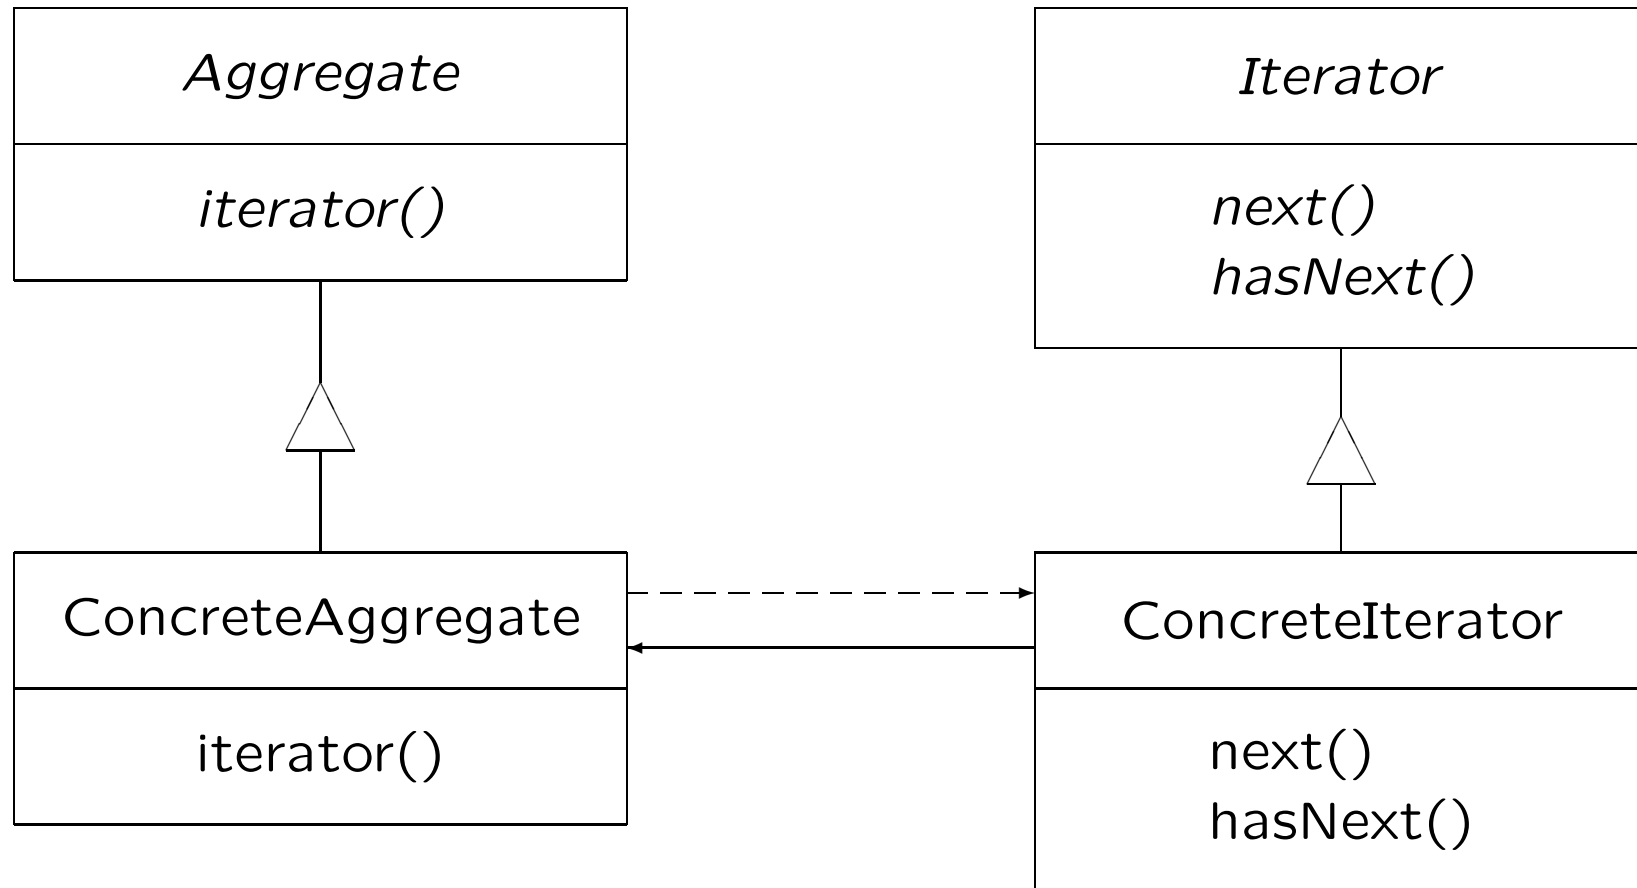 Aggregate
iterator()
Iterator
next()
hasNext()
ConcreteAggregate
iterator()
ConcreteIterator
next()
hasNext()